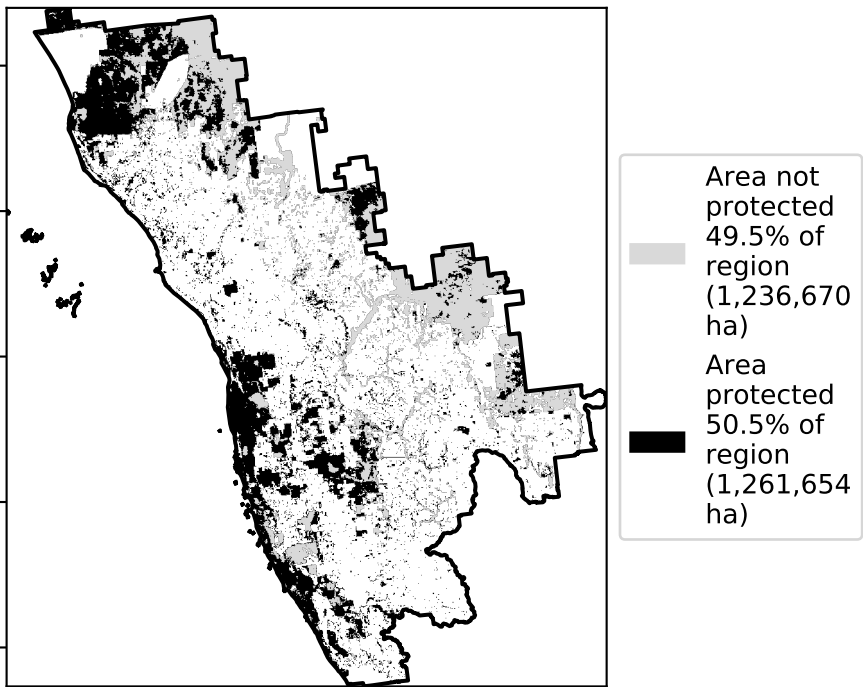 Area not
protected
49.5% of
region
(1,236,670
ha)
Area
protected
50.5% of
region
(1,261,654
ha)